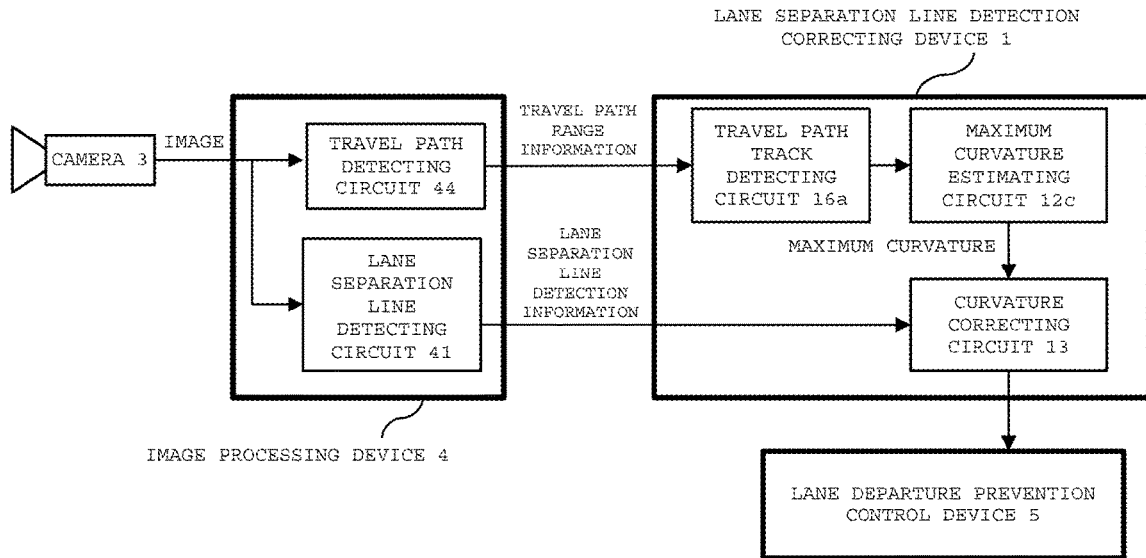 LANE SEPARATION LINE DETECTION
CORRECTING DEVICE 1
CAMERA 3
IMAGE
TRAVEL PATH
DETECTING
CIRCUIT 44
TRAVEL PATH
RANGE
INFORMATION
TRAVEL PATH
TRACK
DETECTING
CIRCUIT 16a
MAXIMUM
CURVATURE
ESTIMATING
CIRCUIT 12c
MAXIMUM CURVATURE
LANE
SEPARATION
LINE
DETECTING
CIRCUIT 41
LANE
SEPARATION
LINE
DETECTION
INFORMATION
CURVATURE
CORRECTING
CIRCUIT 13
IMAGE PROCESSING DEVICE 4
LANE DEPARTURE PREVENTION
CONTROL DEVICE 5